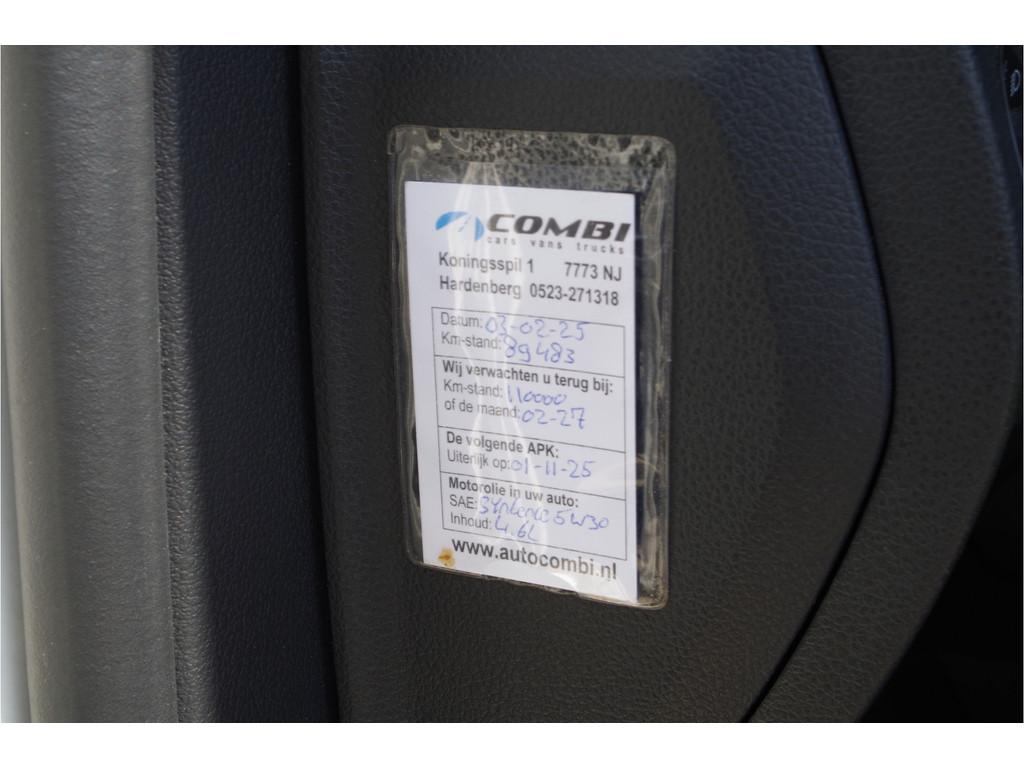 COMBI
cars vans trucks
Koningsspil 1 7773 NJ
Hardenberg 0523-271318
Datum: 03-02-25
Km-stand: 89483
Wij verwachten u terug bij:
Km-stand: 110000
of de maand: 02-27
De volgende APK:
Uiterlijk op: 01-11-25
Motorolie in uw auto:
SAE: 5W30
Inhoud: 4.6L
www.autocombi.nl